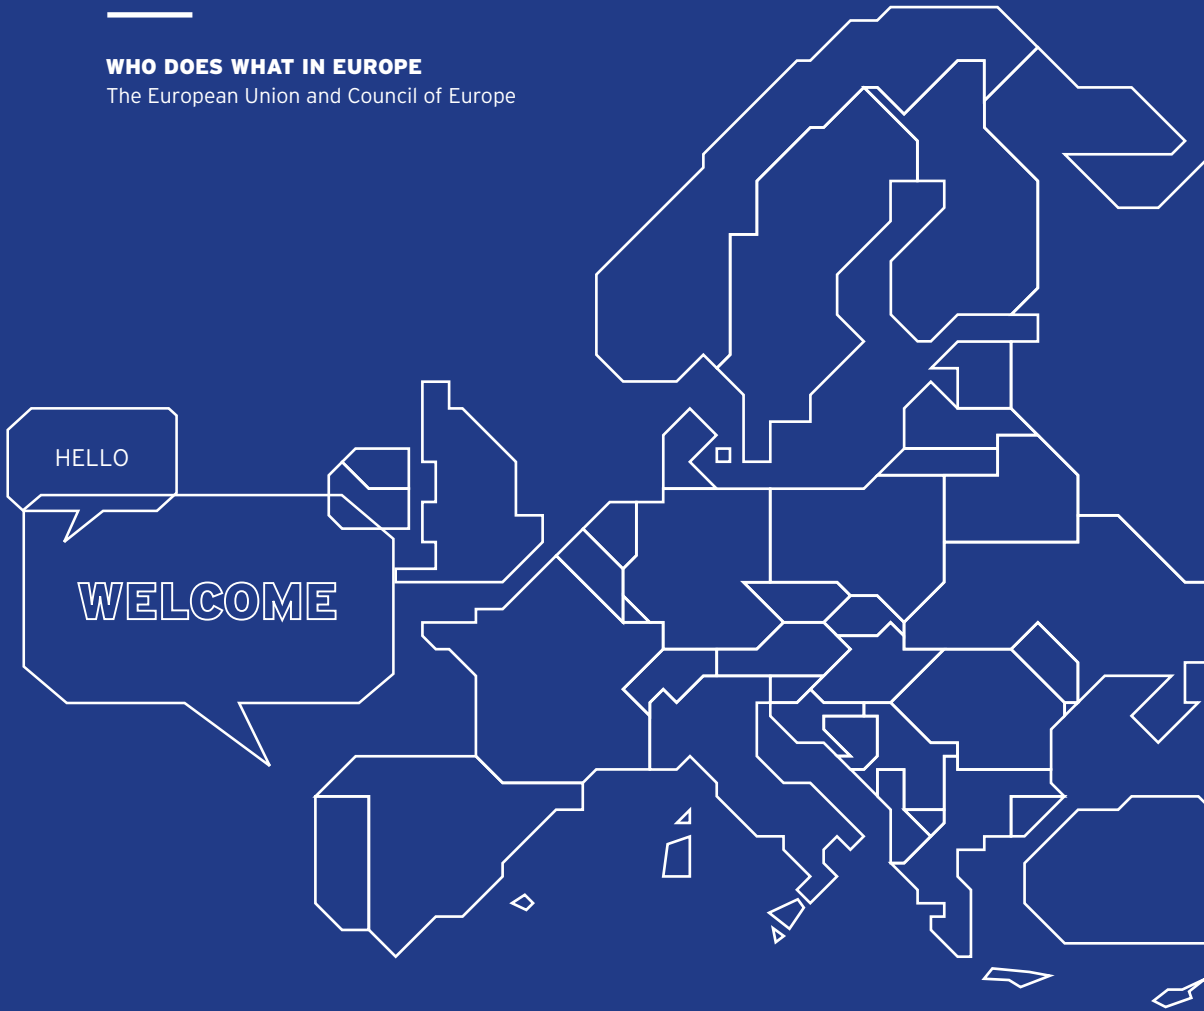 WHO DOES WHAT IN EUROPE
The European Union and Council of Europe
HELLO
WELCOME